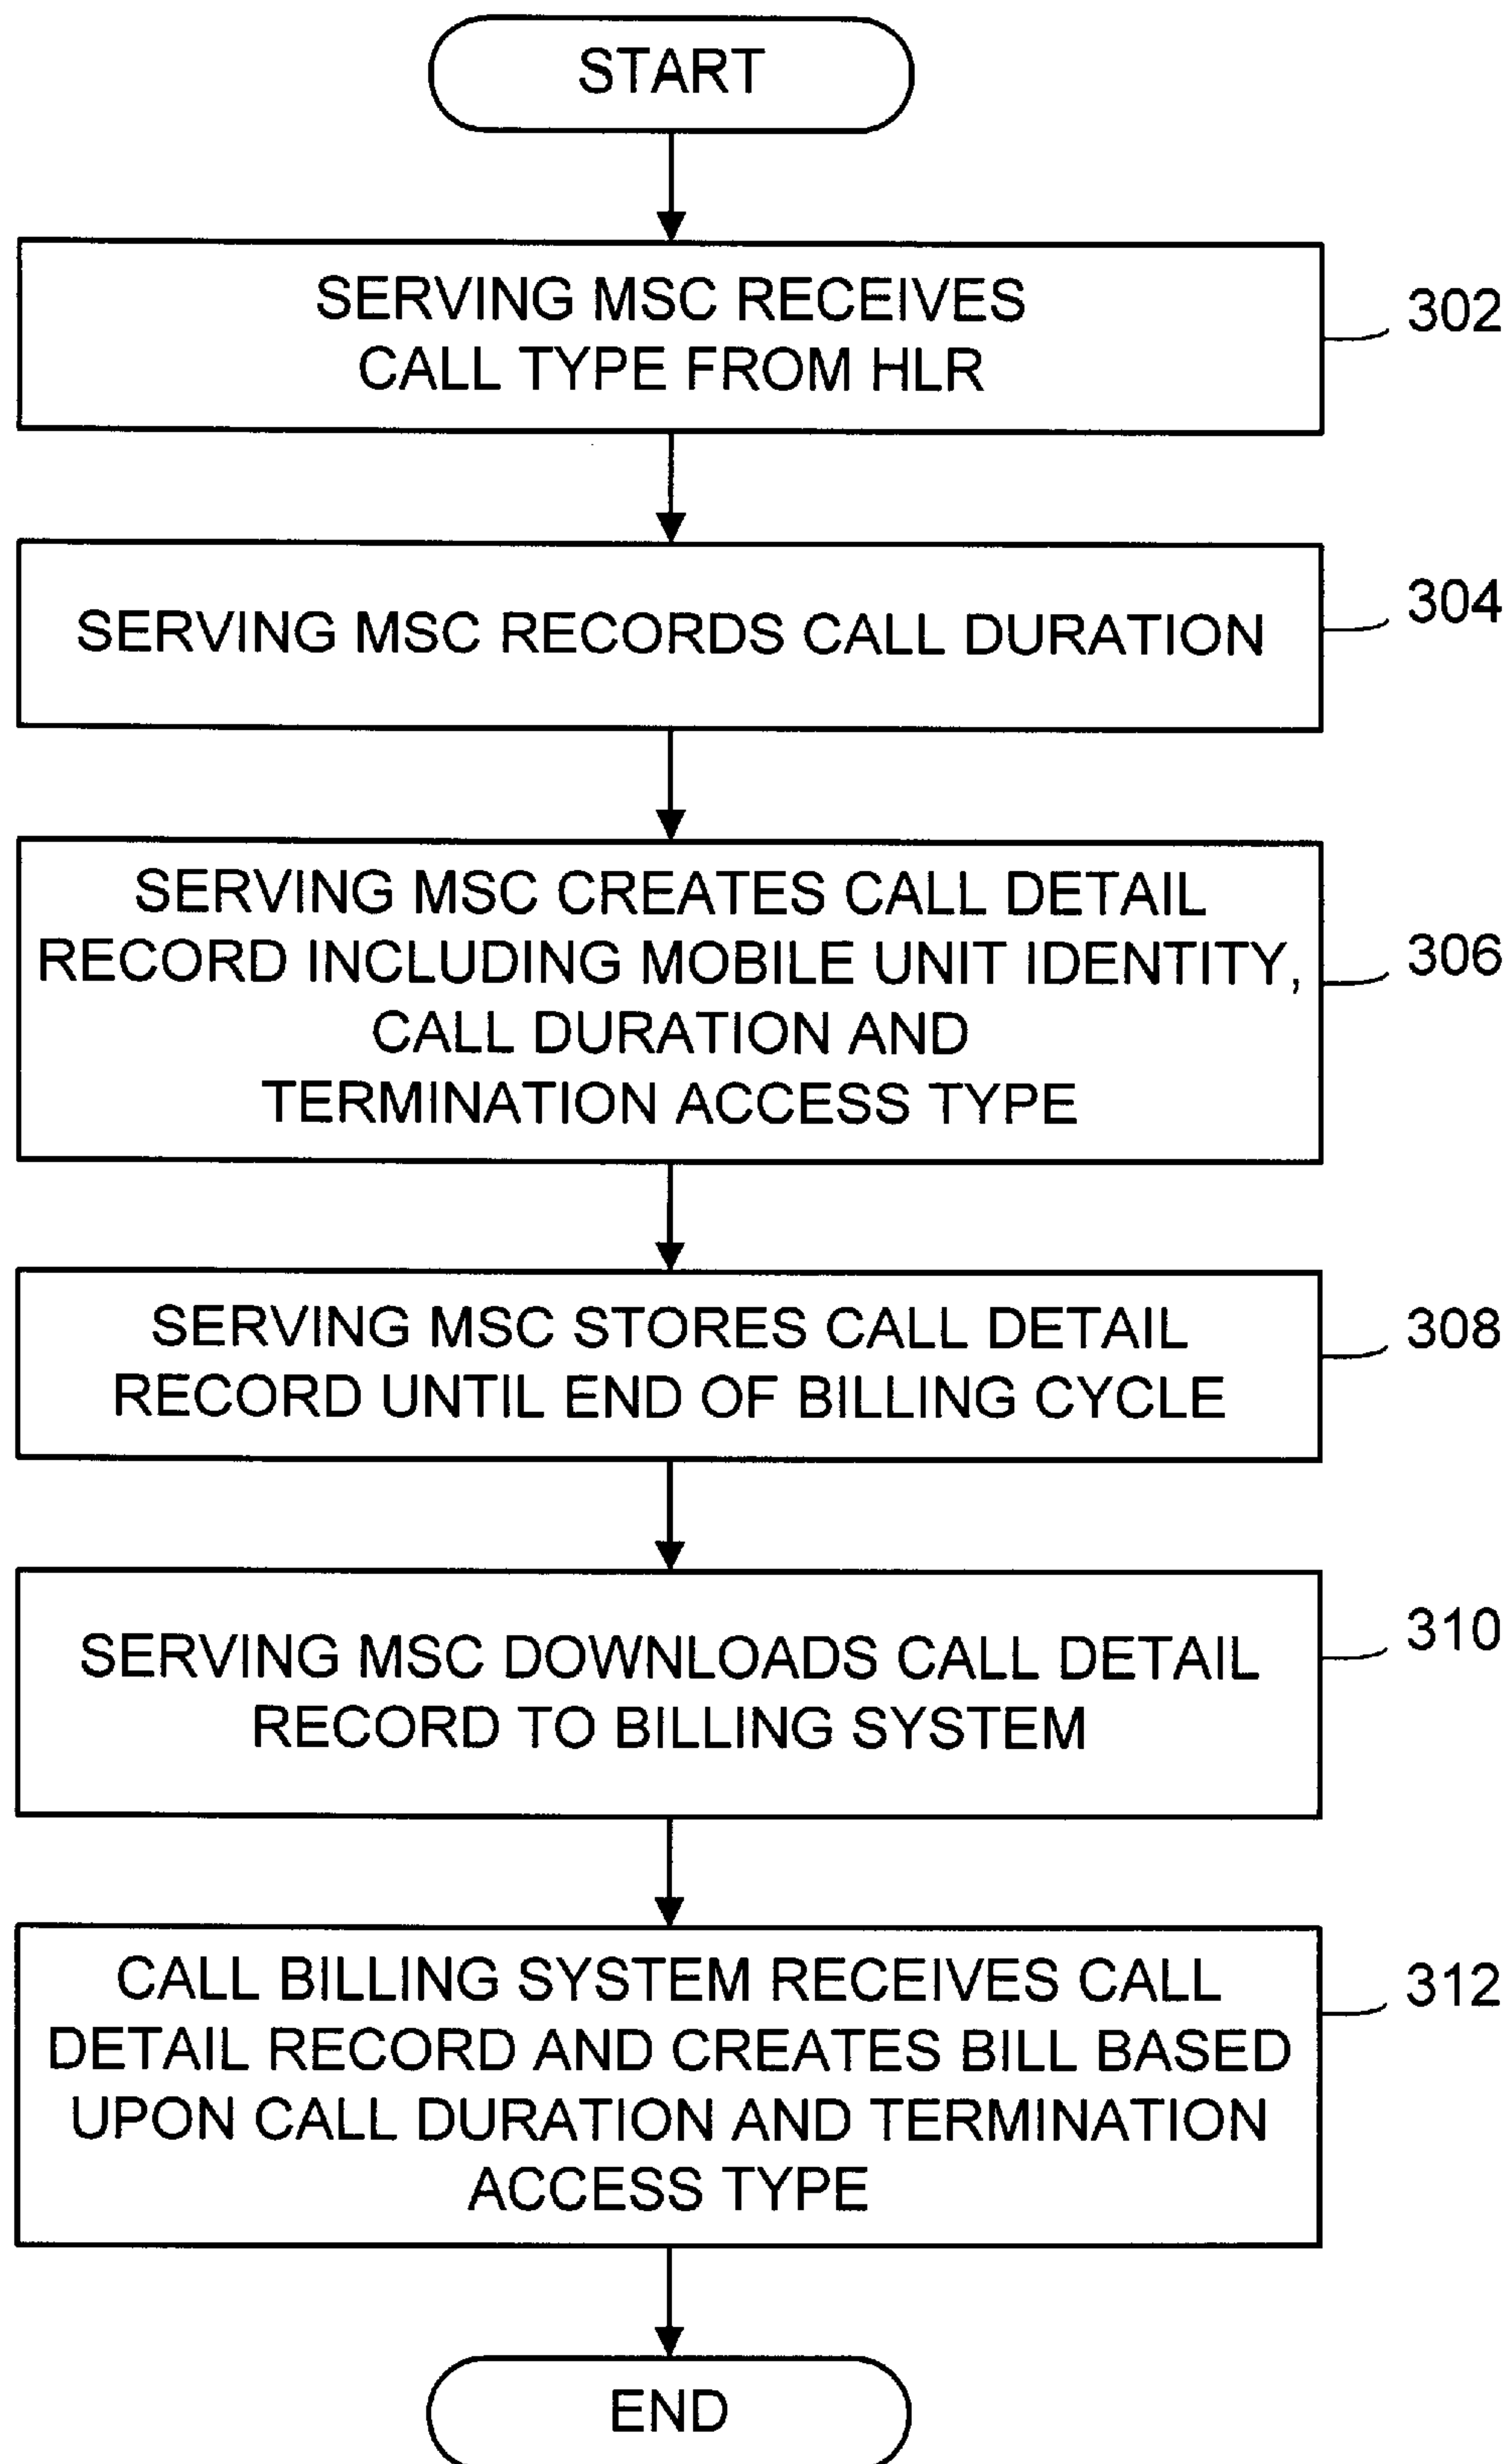 START
SERVING MSC RECEIVES
CALL TYPE FROM HLR
302
SERVING MSC RECORDS CALL DURATION
304
SERVING MSC CREATES CALL DETAIL
RECORD INCLUDING MOBILE UNIT IDENTITY,
CALL DURATION AND
TERMINATION ACCESS TYPE
306
SERVING MSC STORES CALL DETAIL
RECORD UNTIL END OF BILLING CYCLE
308
SERVING MSC DOWNLOADS CALL DETAIL
RECORD TO BILLING SYSTEM
310
CALL BILLING SYSTEM RECEIVES CALL
DETAIL RECORD AND CREATES BILL BASED
UPON CALL DURATION AND TERMINATION
ACCESS TYPE
312
END